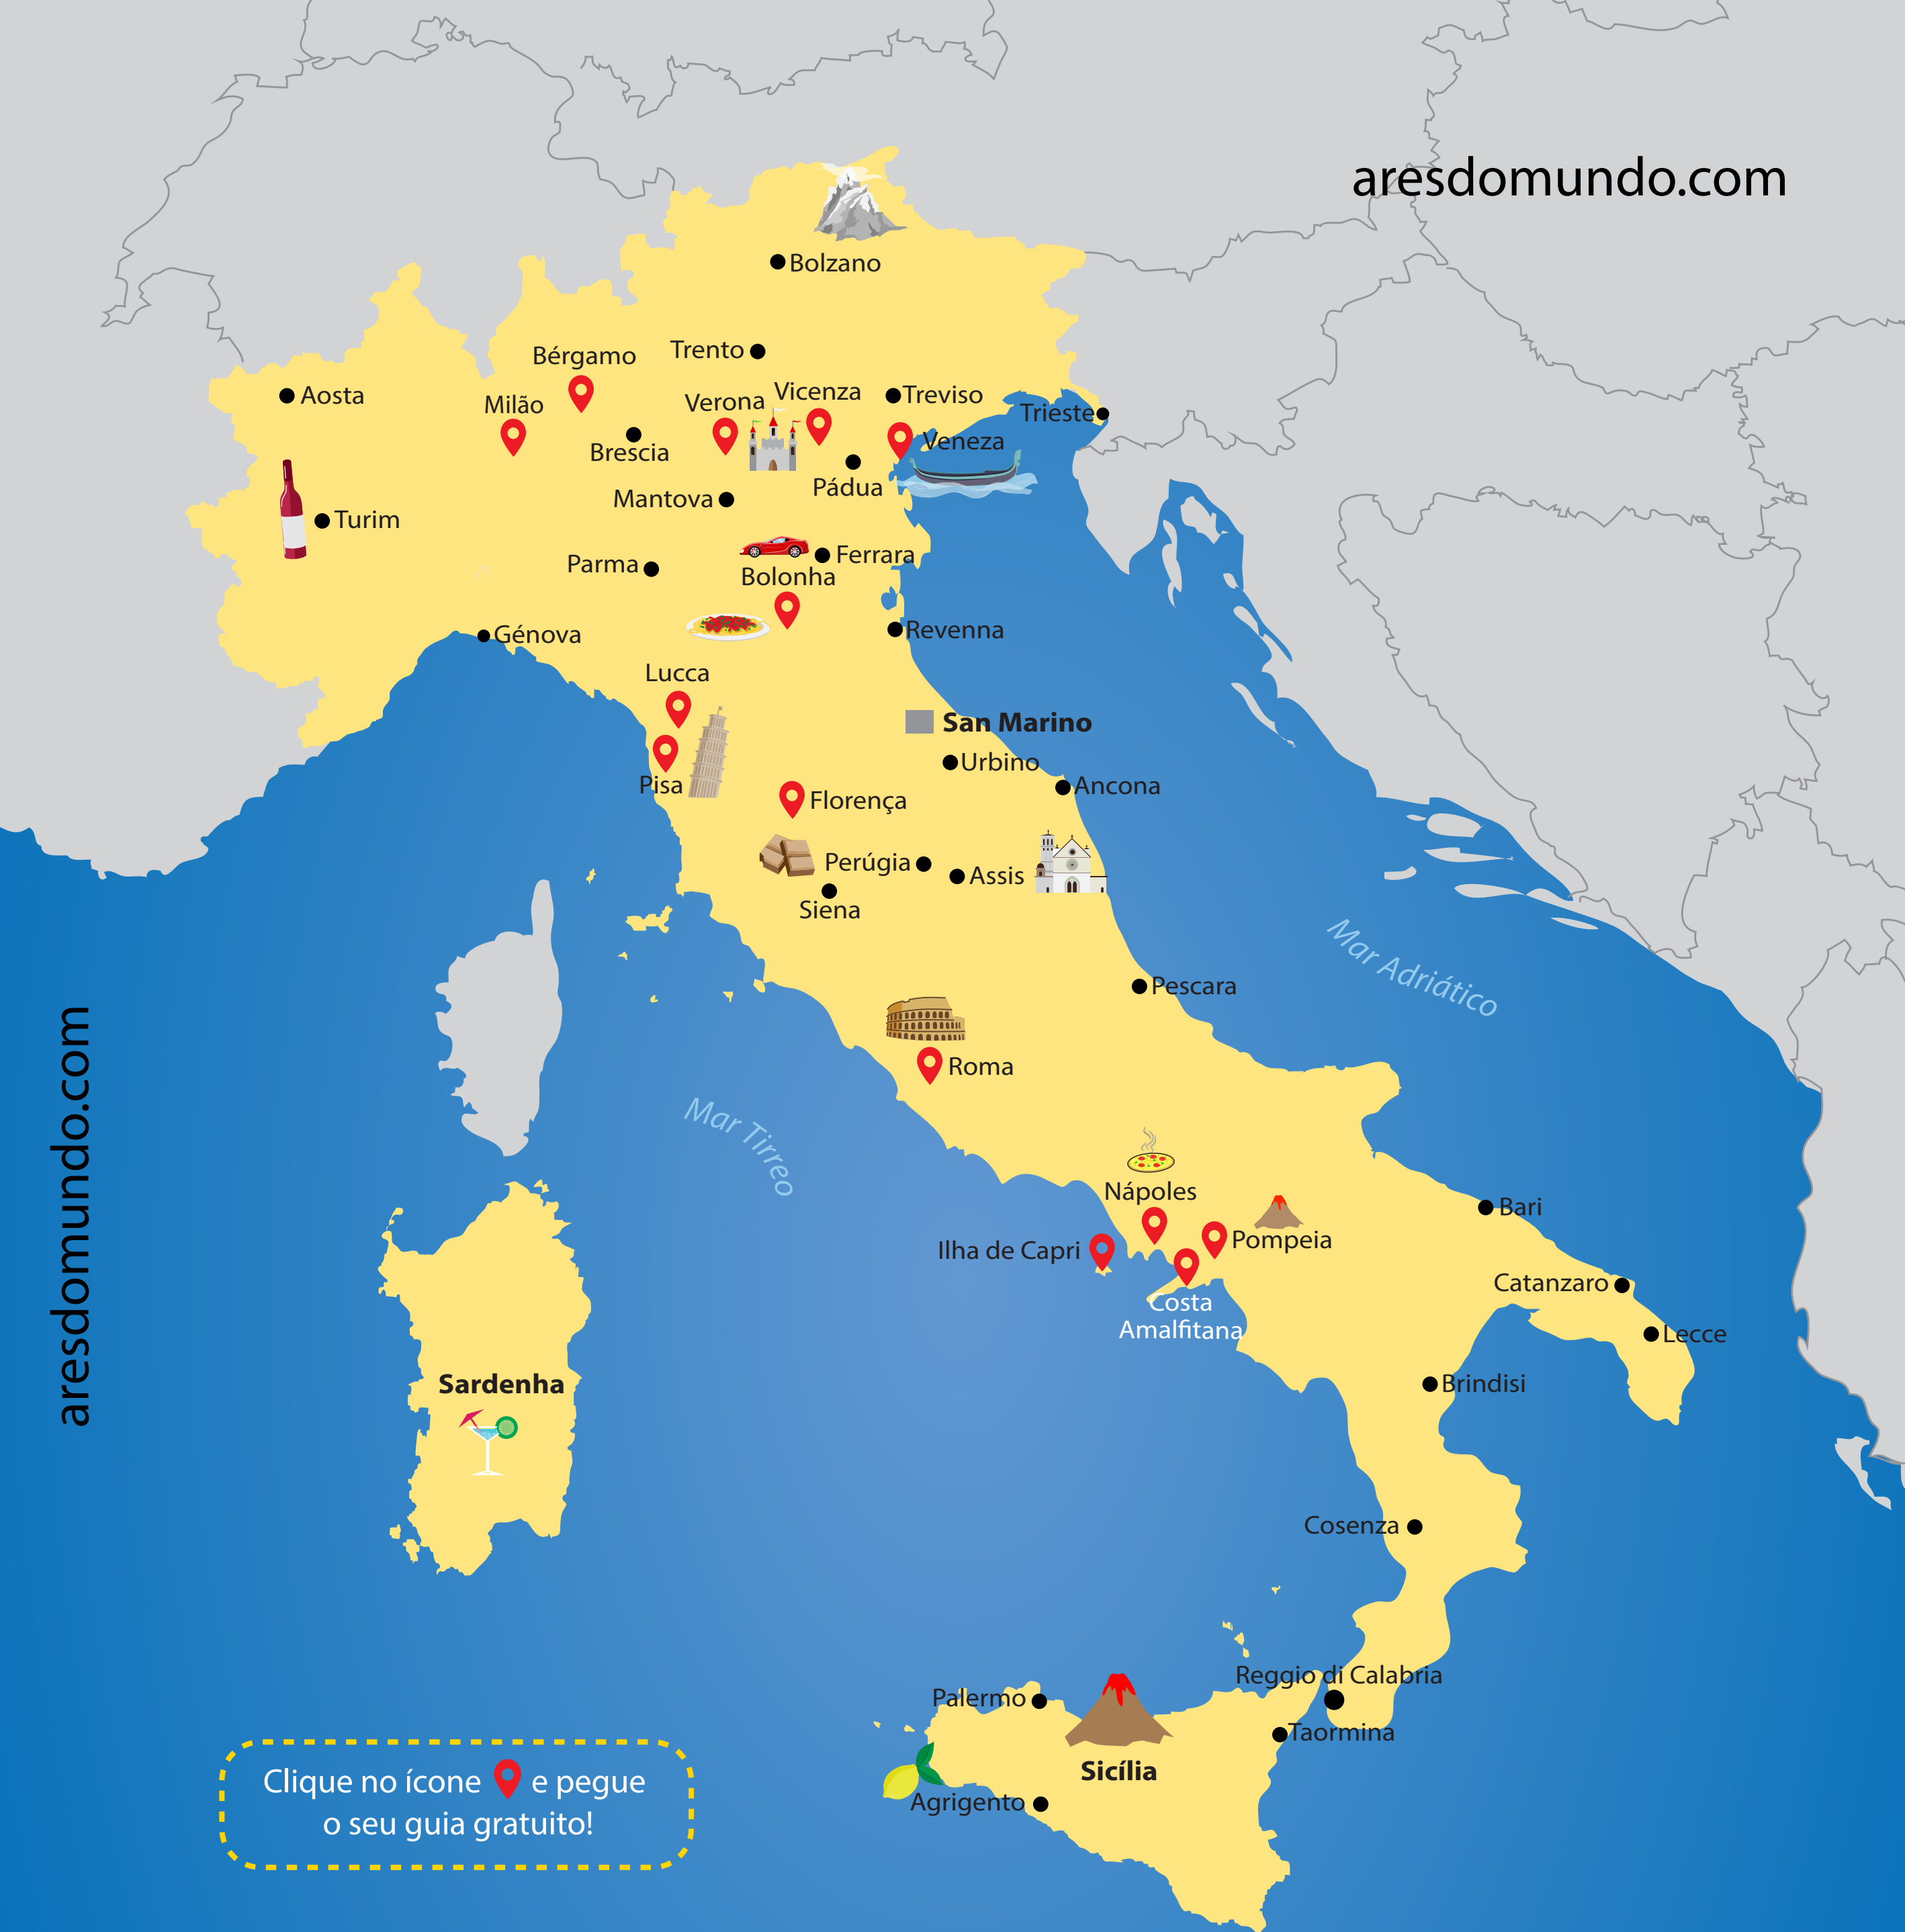 aresdomundo.com
Bolzano
Trento
Bérgamo
Aosta
Milão
Verona
Vicenza
Treviso
Trieste
Brescia
Veneza
Pádua
Mantova
Turim
Parma
Ferrara
Bolonha
Génova
Revenna
Lucca
San Marino
Urbino
Pisa
Ancona
Florença
Perúgia
Assis
Siena
Mar Adriático
Pescara
Roma
Mar Tirreo
aresdomundo.com
Nápoles
Bari
Ilha de Capri
Pompeia
Catanzaro
Costa
Amalfitana
Lecce
Sardenha
Brindisi
Cosenza
Reggio di Calabria
Palermo
Taormina
Sicília
Agrigento
Clique no ícone e pegue
o seu guia gratuito!